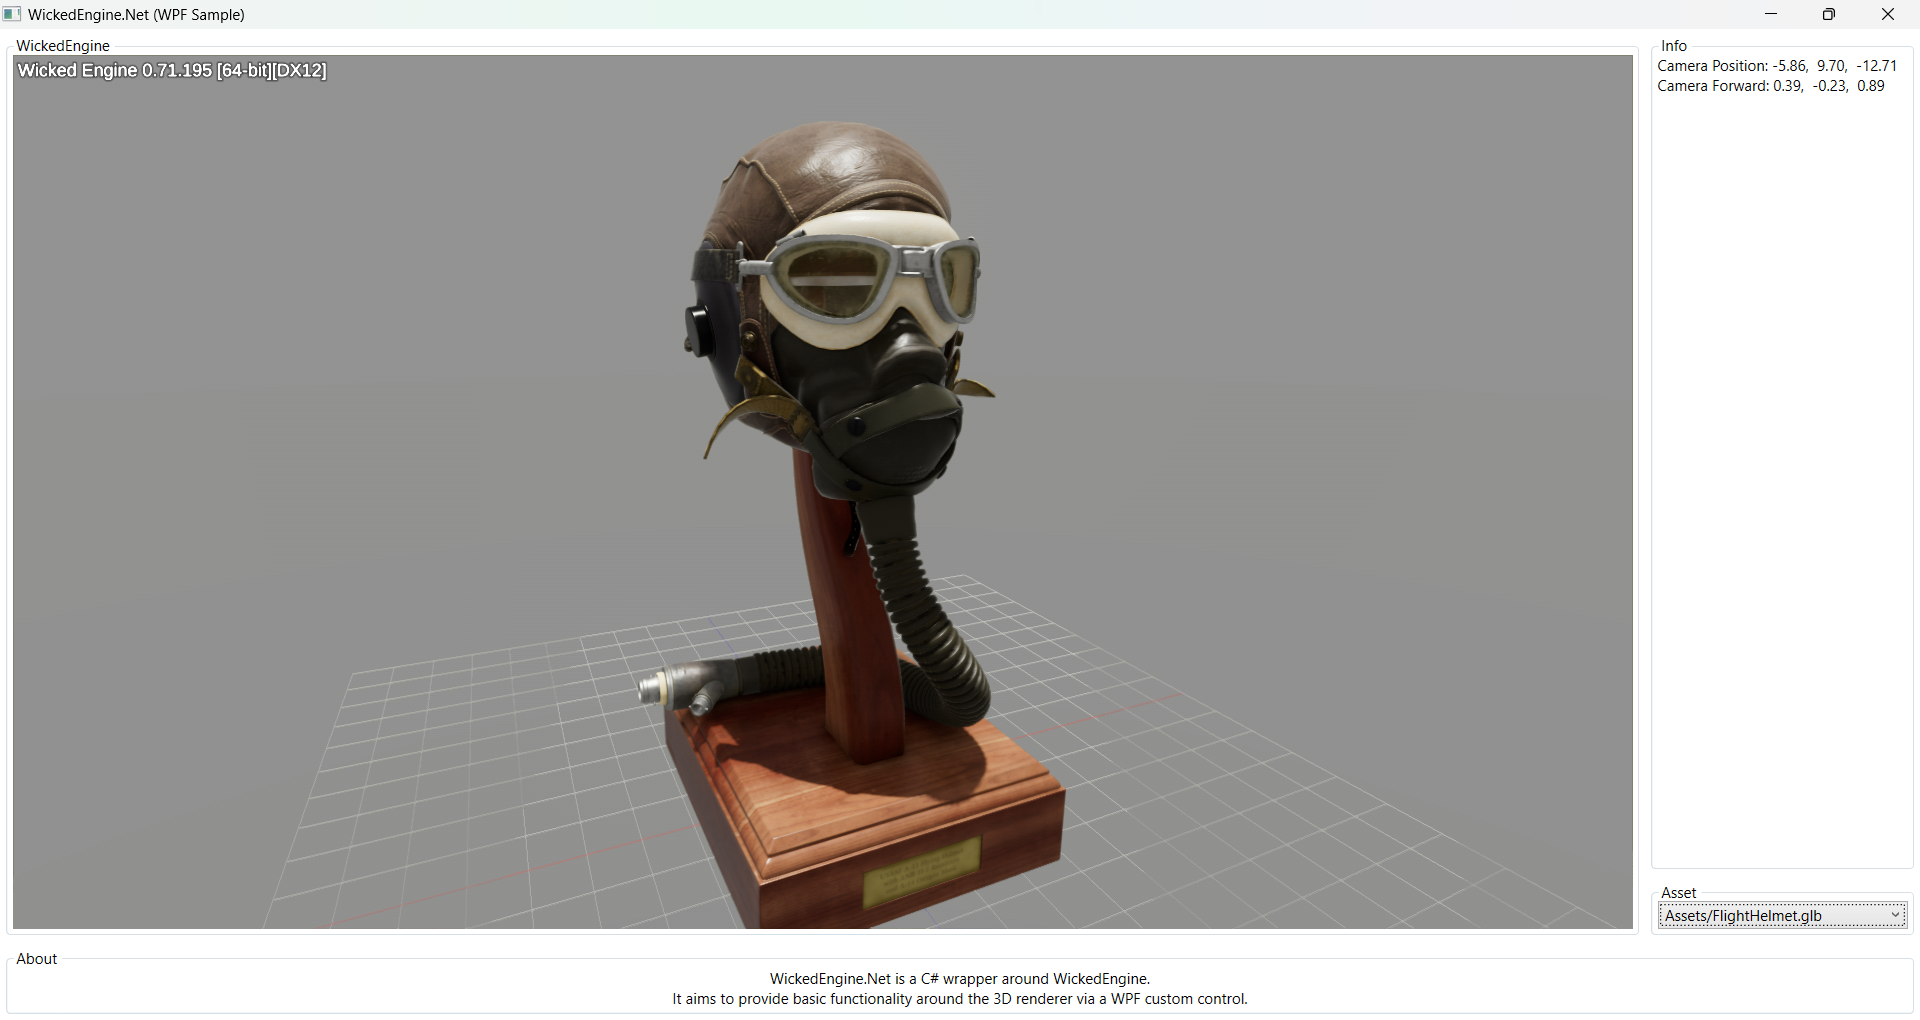 WickedEngine.Net (WPF Sample)
WickedEngine
Wicked Engine 0.71.195 [64-bit][DX12]
Info
Camera Position: -5.86, 9.70, -12.71
Camera Forward: 0.39, -0.23, 0.89
Asset
Assets/FlightHelmet.glb
About
WickedEngine.Net is a C# wrapper around WickedEngine.
It aims to provide basic functionality around the 3D renderer via a WPF custom control.